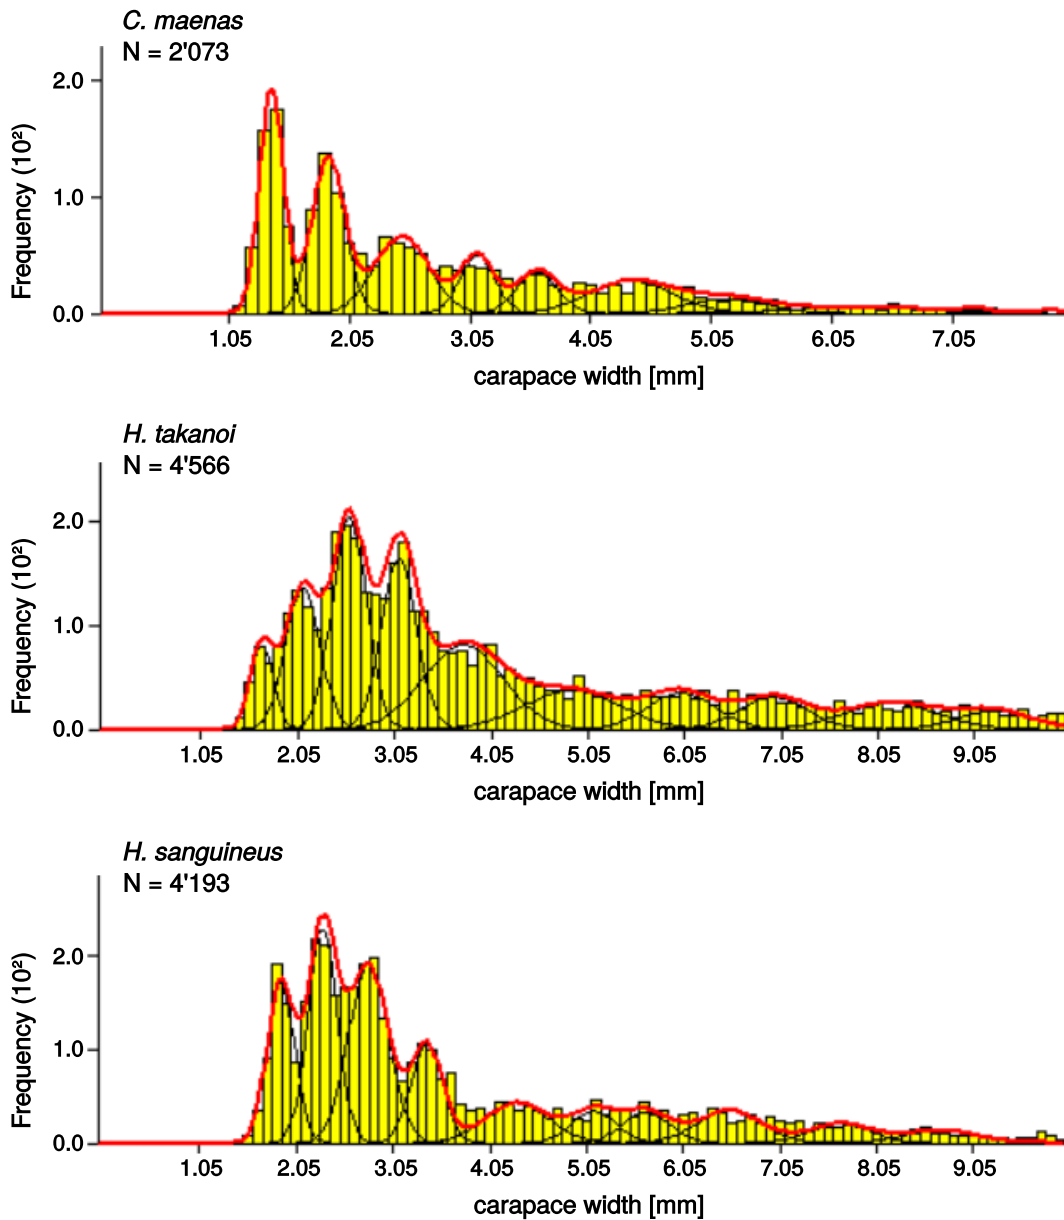 C. maenas
N = 2'073
Frequency (10²)
2.0
1.0
0.0
1.05 2.05 3.05 4.05 5.05 6.05 7.05
carapace width [mm]
H. takanoi
N = 4'566
Frequency (10²)
2.0
1.0
0.0
1.05 2.05 3.05 4.05 5.05 6.05 7.05 8.05 9.05
carapace width [mm]
H. sanguineus
N = 4'193
Frequency (10²)
2.0
1.0
0.0
1.05 2.05 3.05 4.05 5.05 6.05 7.05 8.05 9.05
carapace width [mm]